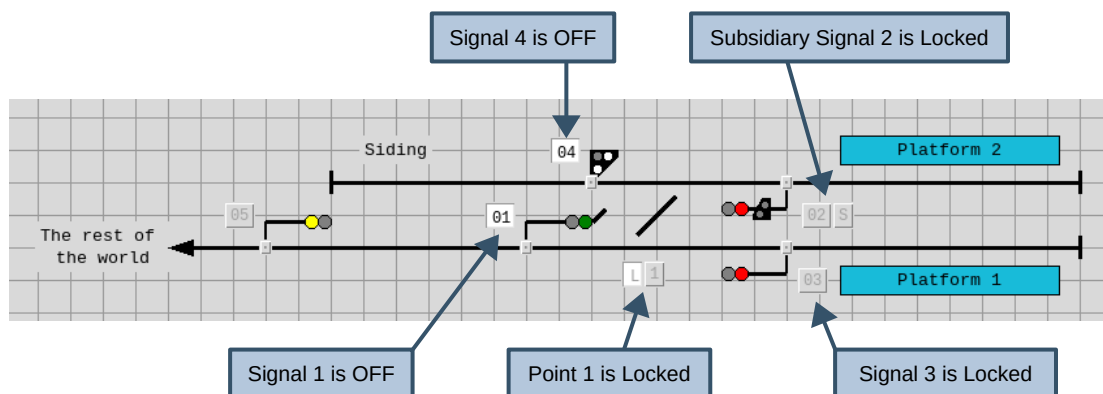 Signal 4 is OFF
Subsidiary Signal 2 is Locked
Siding
04
Platform 2
05
01
02 S
The rest of
the world
L 1
03
Platform 1
Signal 1 is OFF
Point 1 is Locked
Signal 3 is Locked